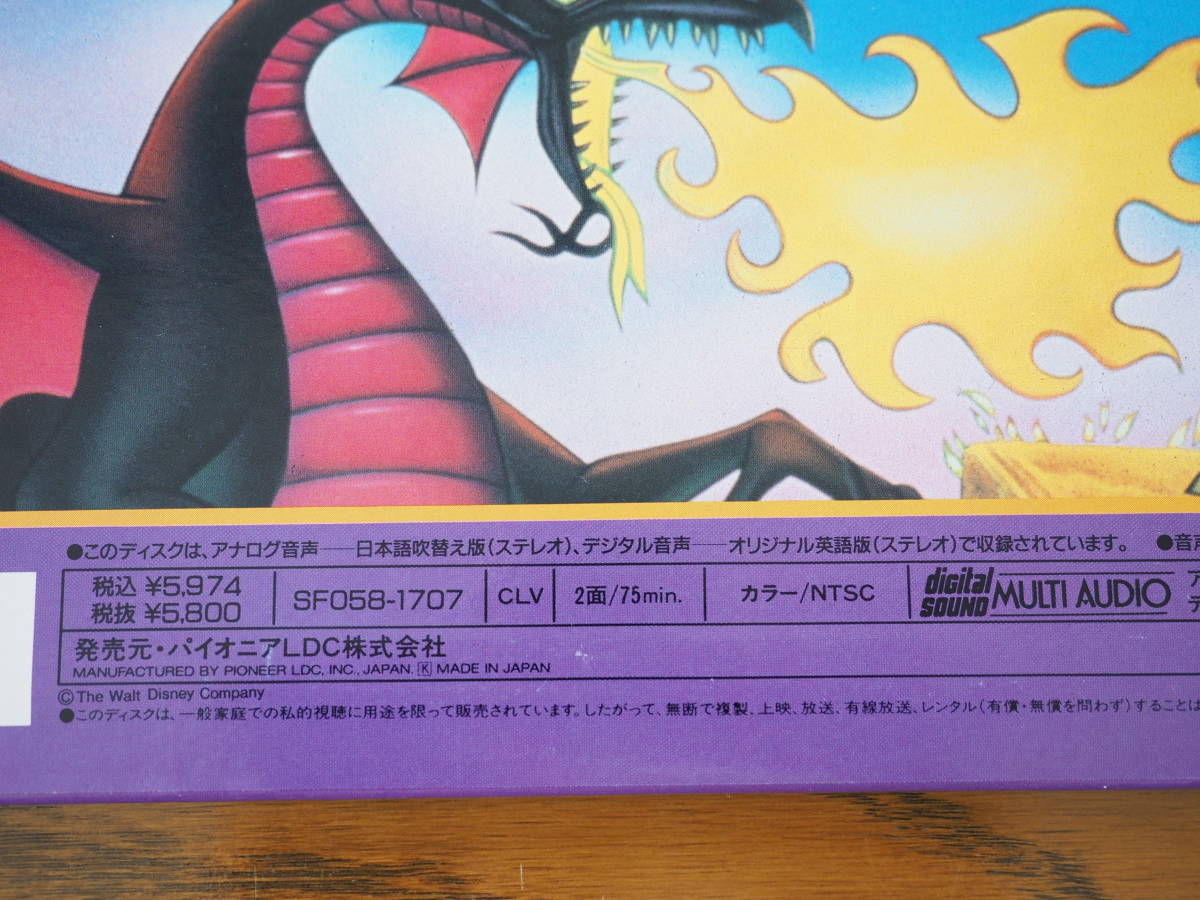 ●このディスクは、アナログ音声──日本語吹替え版(ステレオ)、デジタル音声──オリジナル英語版(ステレオ)で収録されています。 ●音声
税込 ¥5,974
税抜 ¥5,800
SF058-1707
CLV
2面/75min.
カラー/NTSC
digital SOUND MULTI AUDIO
発売元・パイオニアLDC株式会社
MANUFACTURED BY PIONEER LDC, INC., JAPAN. K MADE IN JAPAN
©The Walt Disney Company
●このディスクは、一般家庭での私的視聴に用途を限って販売されています。したがって、無断で複製、上映、放送、有線放送、レンタル(有償・無償を問わず)することは